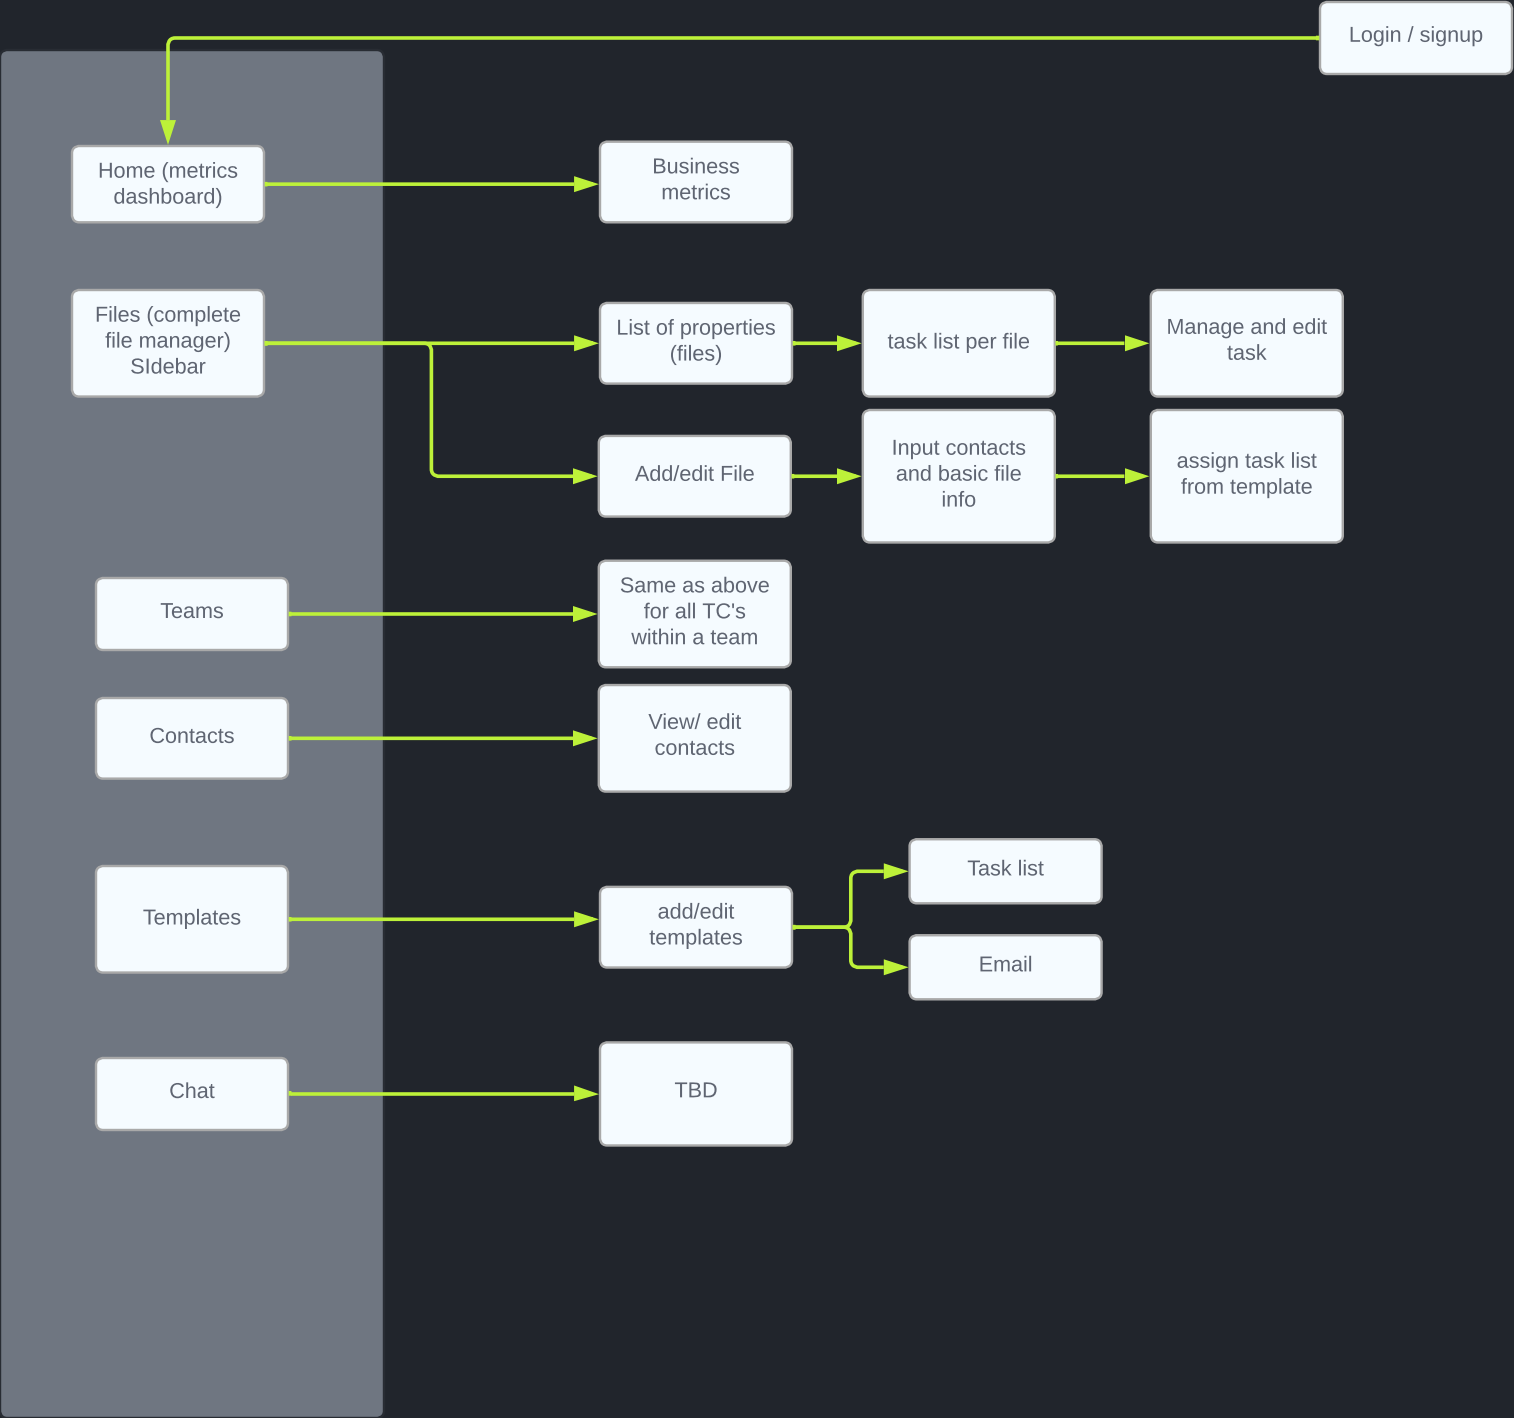 Login / signup
Home (metrics
dashboard)
Business
metrics
Files (complete
file manager)
SIdebar
List of properties
(files)
task list per file
Manage and edit
task
Add/edit File
Input contacts
and basic file
info
assign task list
from template
Teams
Same as above
for all TC's
within a team
Contacts
View/ edit
contacts
Templates
add/edit
templates
Task list
Email
Chat
TBD